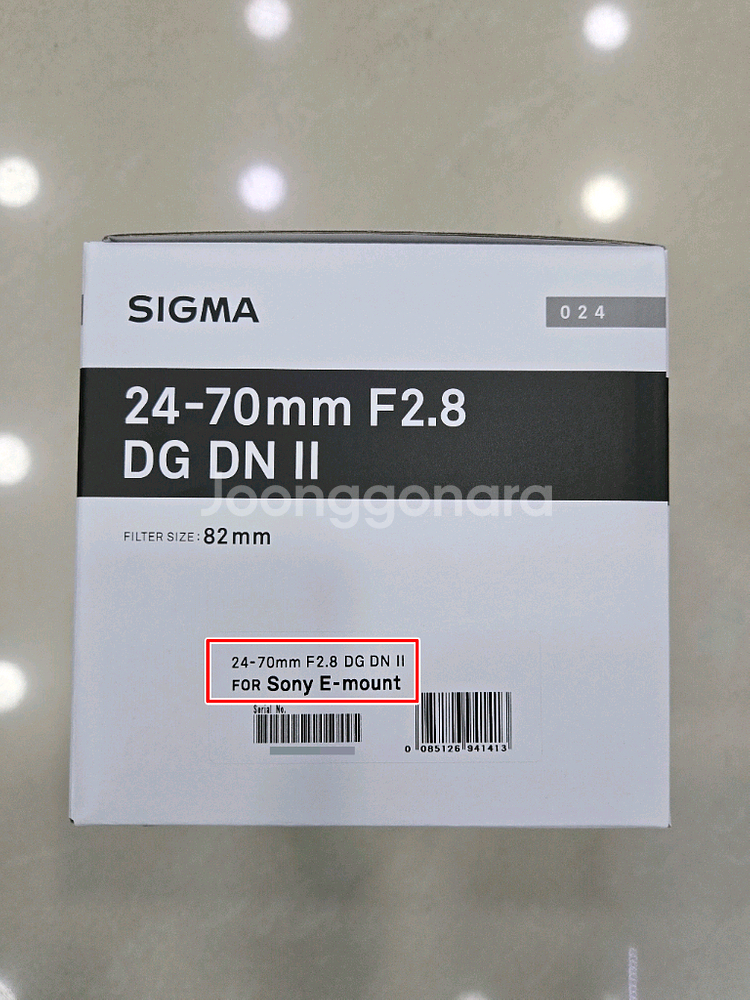 SIGMA
024
24-70mm F2.8
DG DN II
Joonggonara
FILTER SIZE: 82mm
24-70mm F2.8 DG DN II
FOR Sony E-mount
Serial No.
0 085126 941413